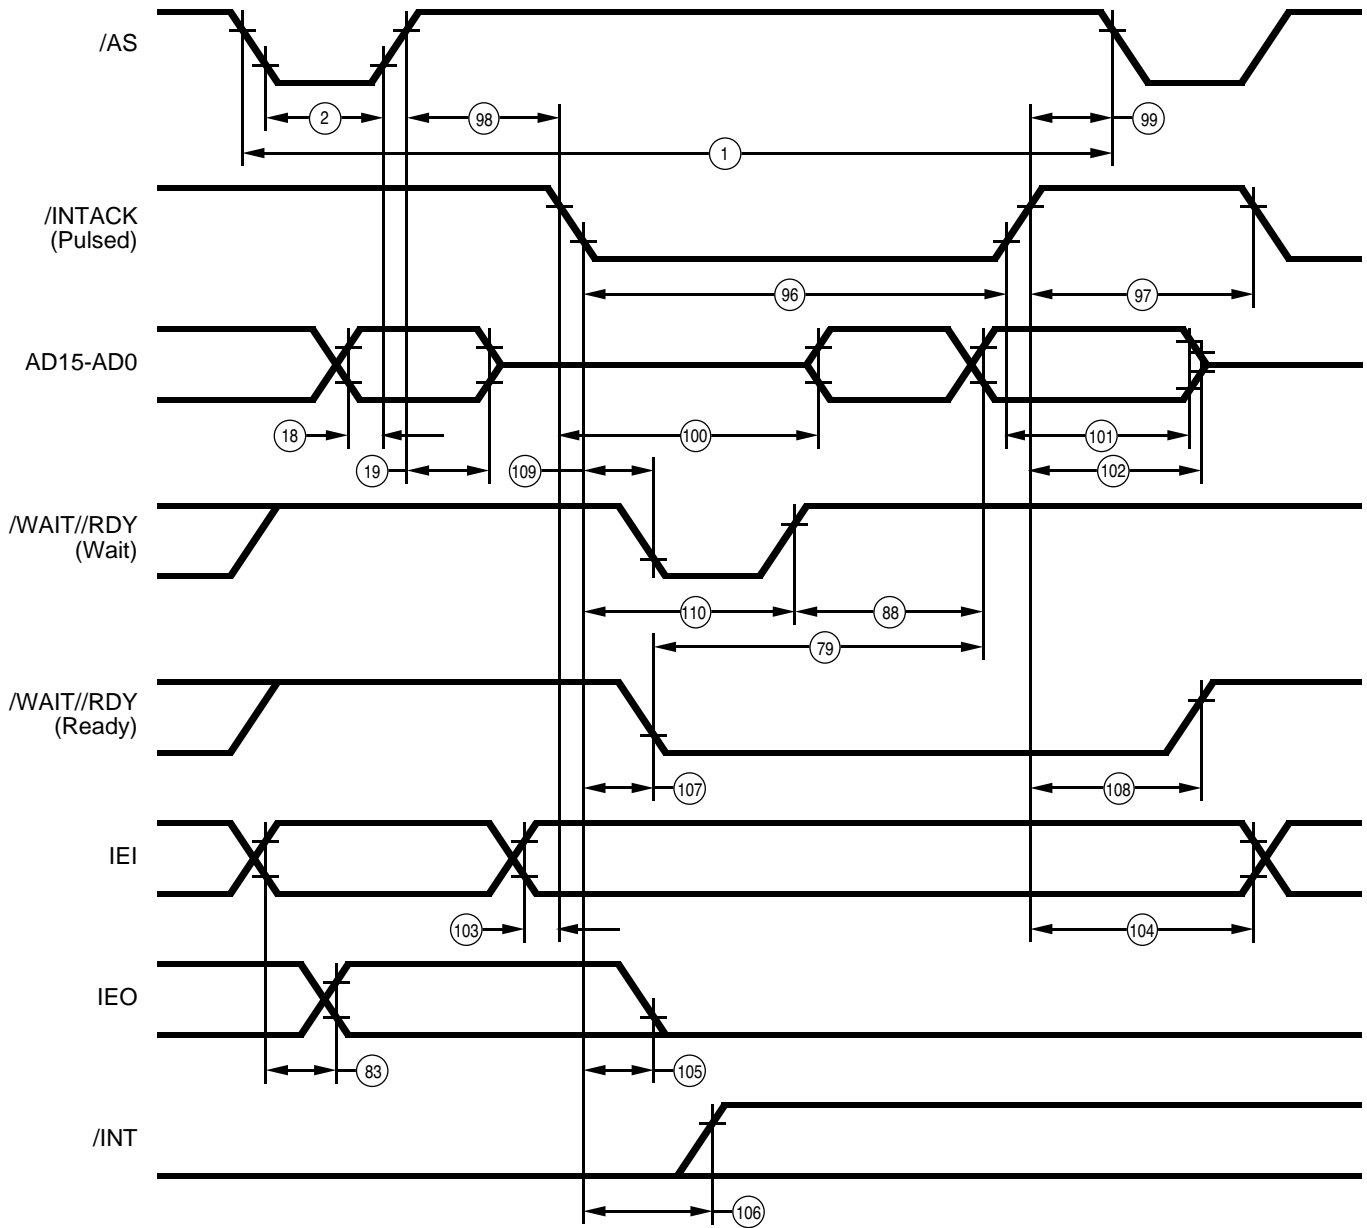 /AS
2
98
99
1
/INTACK
(Pulsed)
96
97
AD15-AD0
18
100
101
19
109
102
/WAIT//RDY
(Wait)
110
88
79
/WAIT//RDY
(Ready)
107
108
IEI
103
104
IEO
83
105
/INT
106